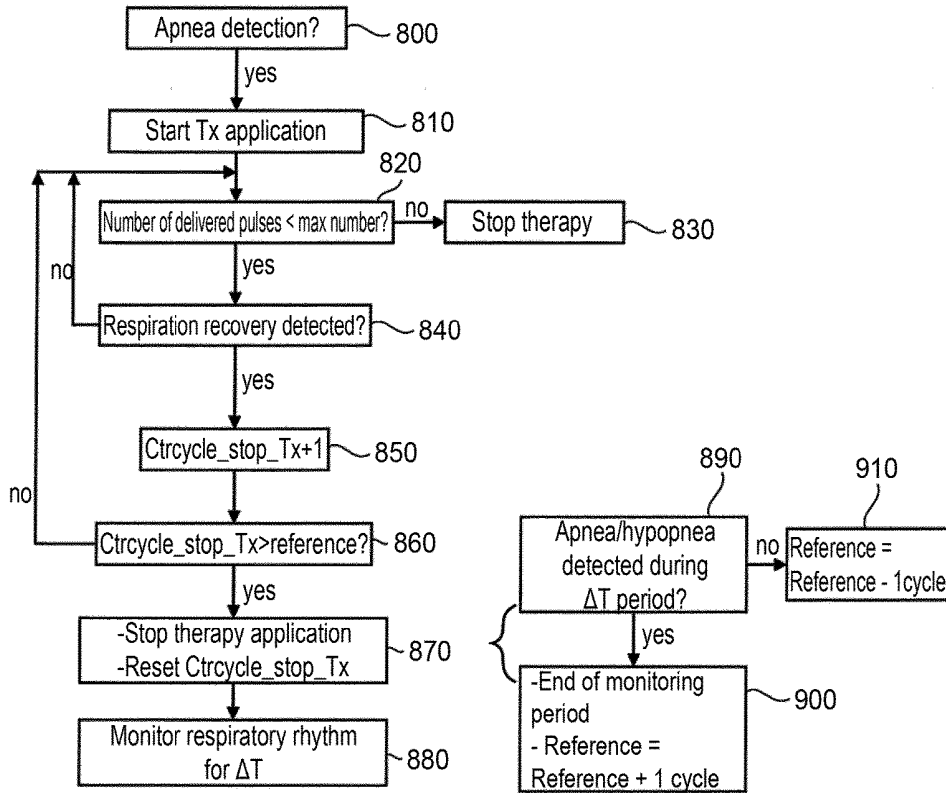 Apnea detection?
800
yes
Start Tx application
810
820
Number of delivered pulses < max number?
no
Stop therapy
830
yes
no
Respiration recovery detected?
840
yes
Ctrcycle_stop_Tx+1
850
no
Ctrcycle_stop_Tx>reference?
860
yes
-Stop therapy application
-Reset Ctrcycle_stop_Tx
870
Monitor respiratory rhythm
for ΔT
880
890
Apnea/hypopnea
detected during
ΔT period?
no
910
Reference =
Reference - 1cycle
yes
-End of monitoring
period
- Reference =
Reference + 1 cycle
900